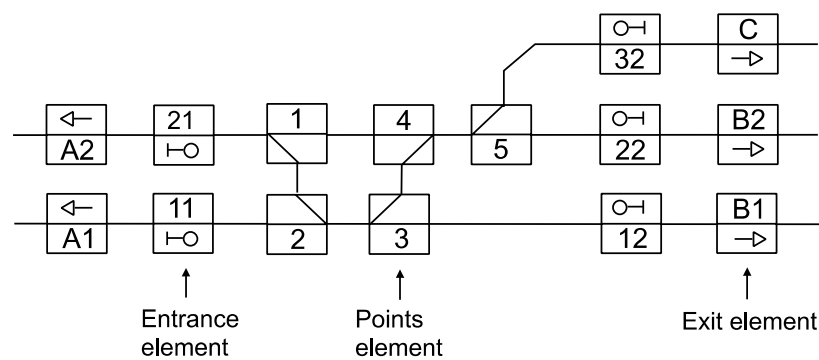 C
32
21
1
4
B2
A2
5
22
11
B1
A1
2
3
12
Entrance
element
Points
element
Exit element